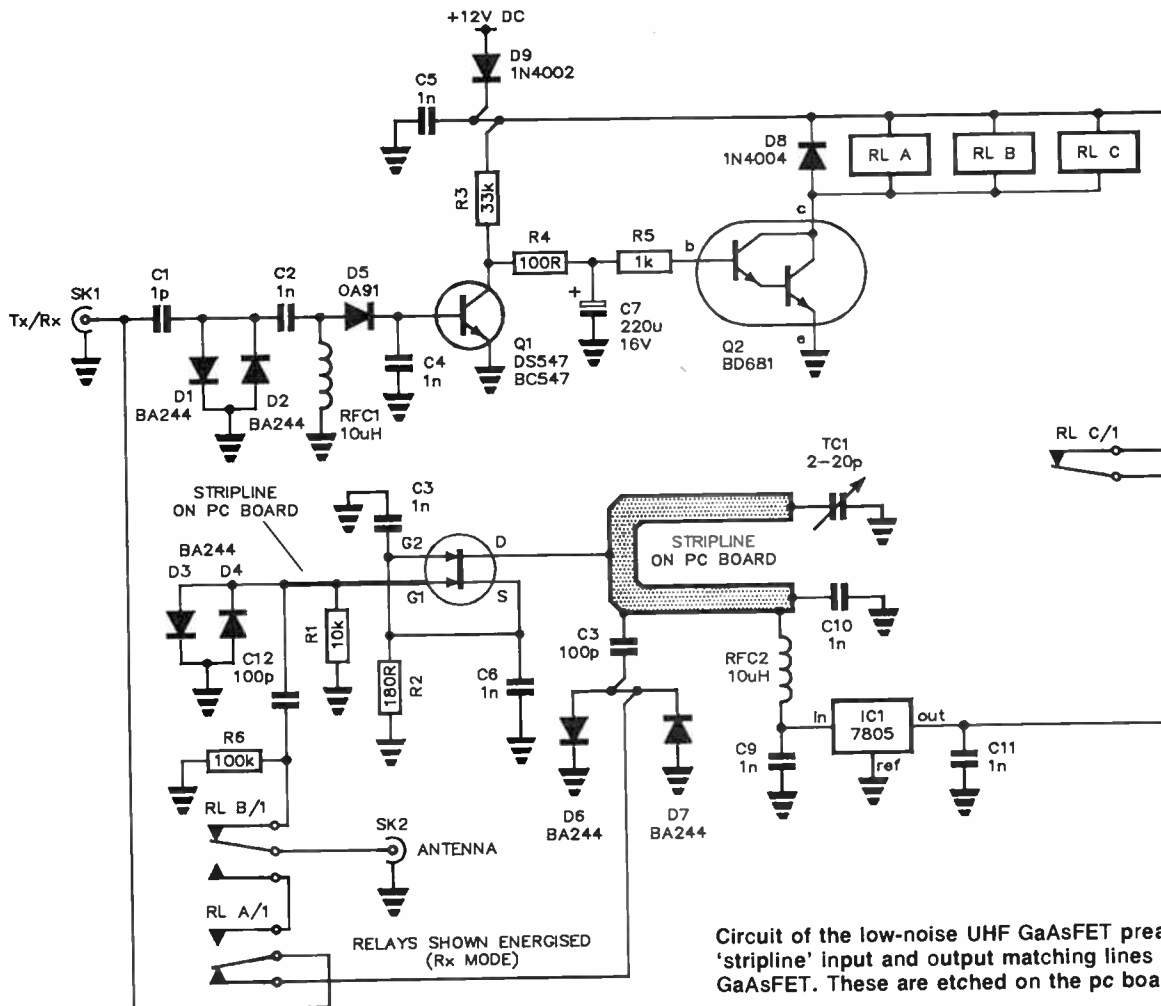 +12V DC
D9
1N4002
C5
1n
D8
1N4004
RL A
RL B
RL C
R3
33k
c
R4
100R
R5
1k
b
C1
1p
C2
1n
D5
OA91
SK1
Tx/Rx
+
C7
220u
16V
Q1
DS547
BC547
C4
1n
e
Q2
BD681
D1
BA244
D2
BA244
RFC1
10uH
RL C/1
TC1
2-20p
STRIPLINE
ON PC BOARD
C3
1n
G2
D
STRIPLINE
ON PC BOARD
BA244
D3
D4
G1
S
R1
10k
C10
1n
C3
100p
RFC2
10uH
C12
100p
180R
R2
C6
1n
in
IC1
7805
out
ref
R6
100k
C9
1n
C11
1n
RL B/1
SK2
ANTENNA
D6
BA244
D7
BA244
RL A/1
RELAYS SHOWN ENERGISED
(Rx MODE)
Circuit of the low-noise UHF GaAsFET prea
'stripline' input and output matching lines
GaAsFET. These are etched on the pc boa